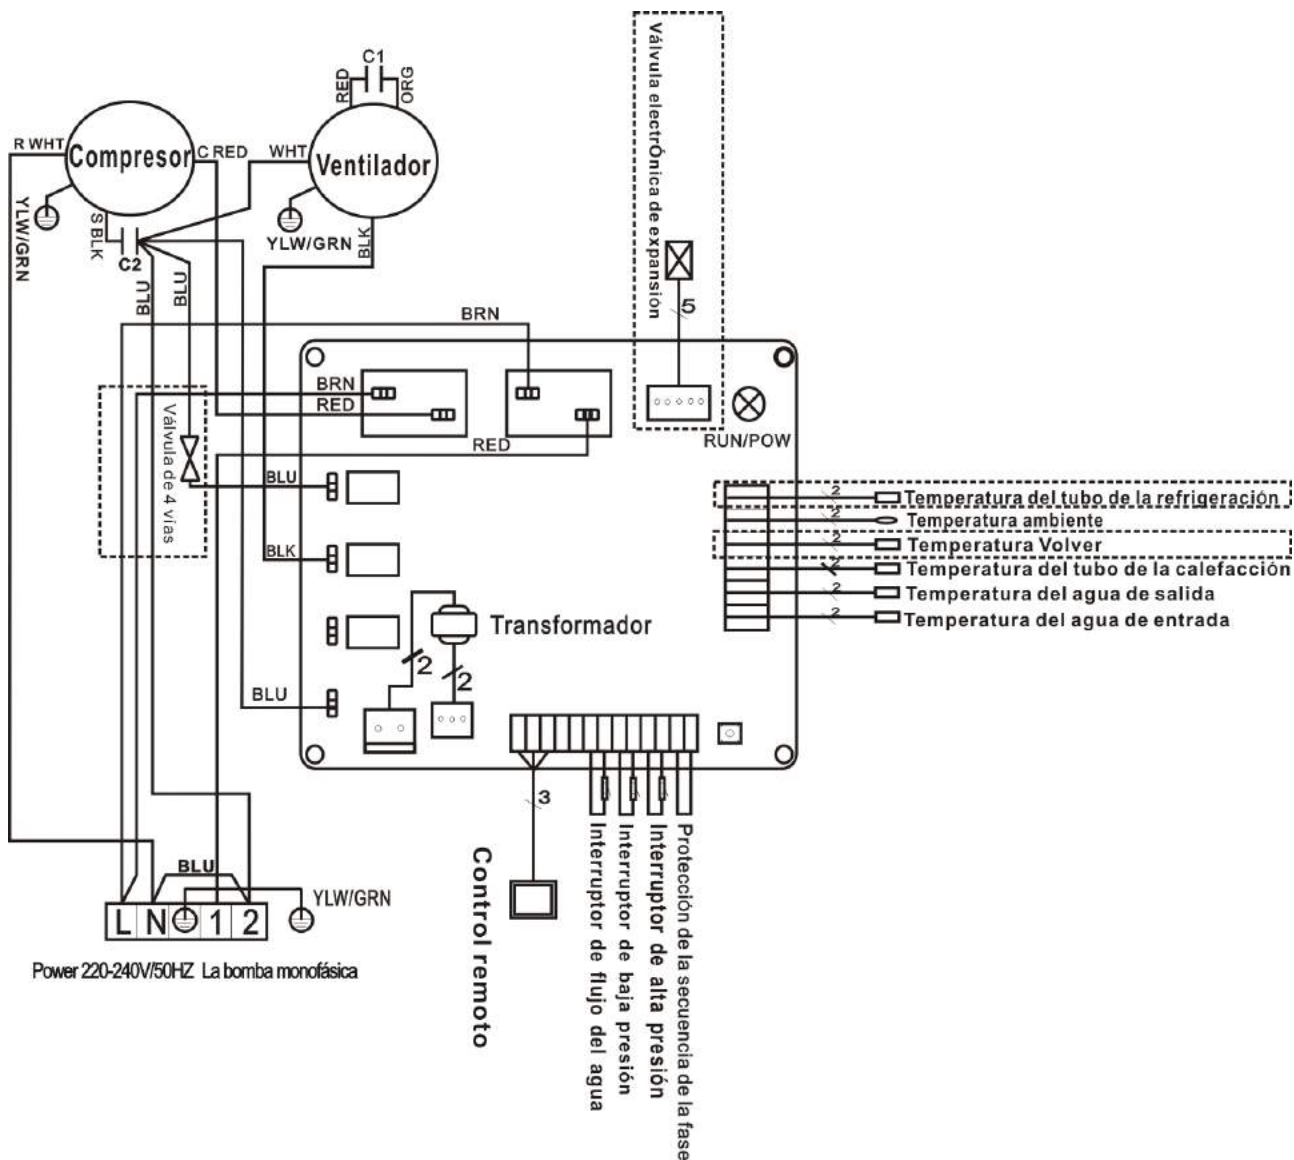 C1
RED
ORG
Válvula electrÓnica de expansión
R WHT
Compresor
C RED
WHT
Ventilador
YLW/GRN
S BLK
C2
YLW/GRN
BLK
BLU
BLU
5
BRN
BRN
RED
RED
RUN/POW
Válvula de 4 vías
BLU
BLK
BLU
2
Temperatura del tubo de la refrigeración
2
Temperatura ambiente
2
Temperatura Volver
2
Temperatura del tubo de la calefacción
2
Temperatura del agua de salida
2
Temperatura del agua de entrada
Transformador
2
2
3
Control remoto
Interruptor de flujo del agua
Interruptor de baja presión
Interruptor de alta presión
Protección de la secuencia de la fase
BLU
YLW/GRN
L N 1 2
Power 220-240V/50HZ La bomba monofásica